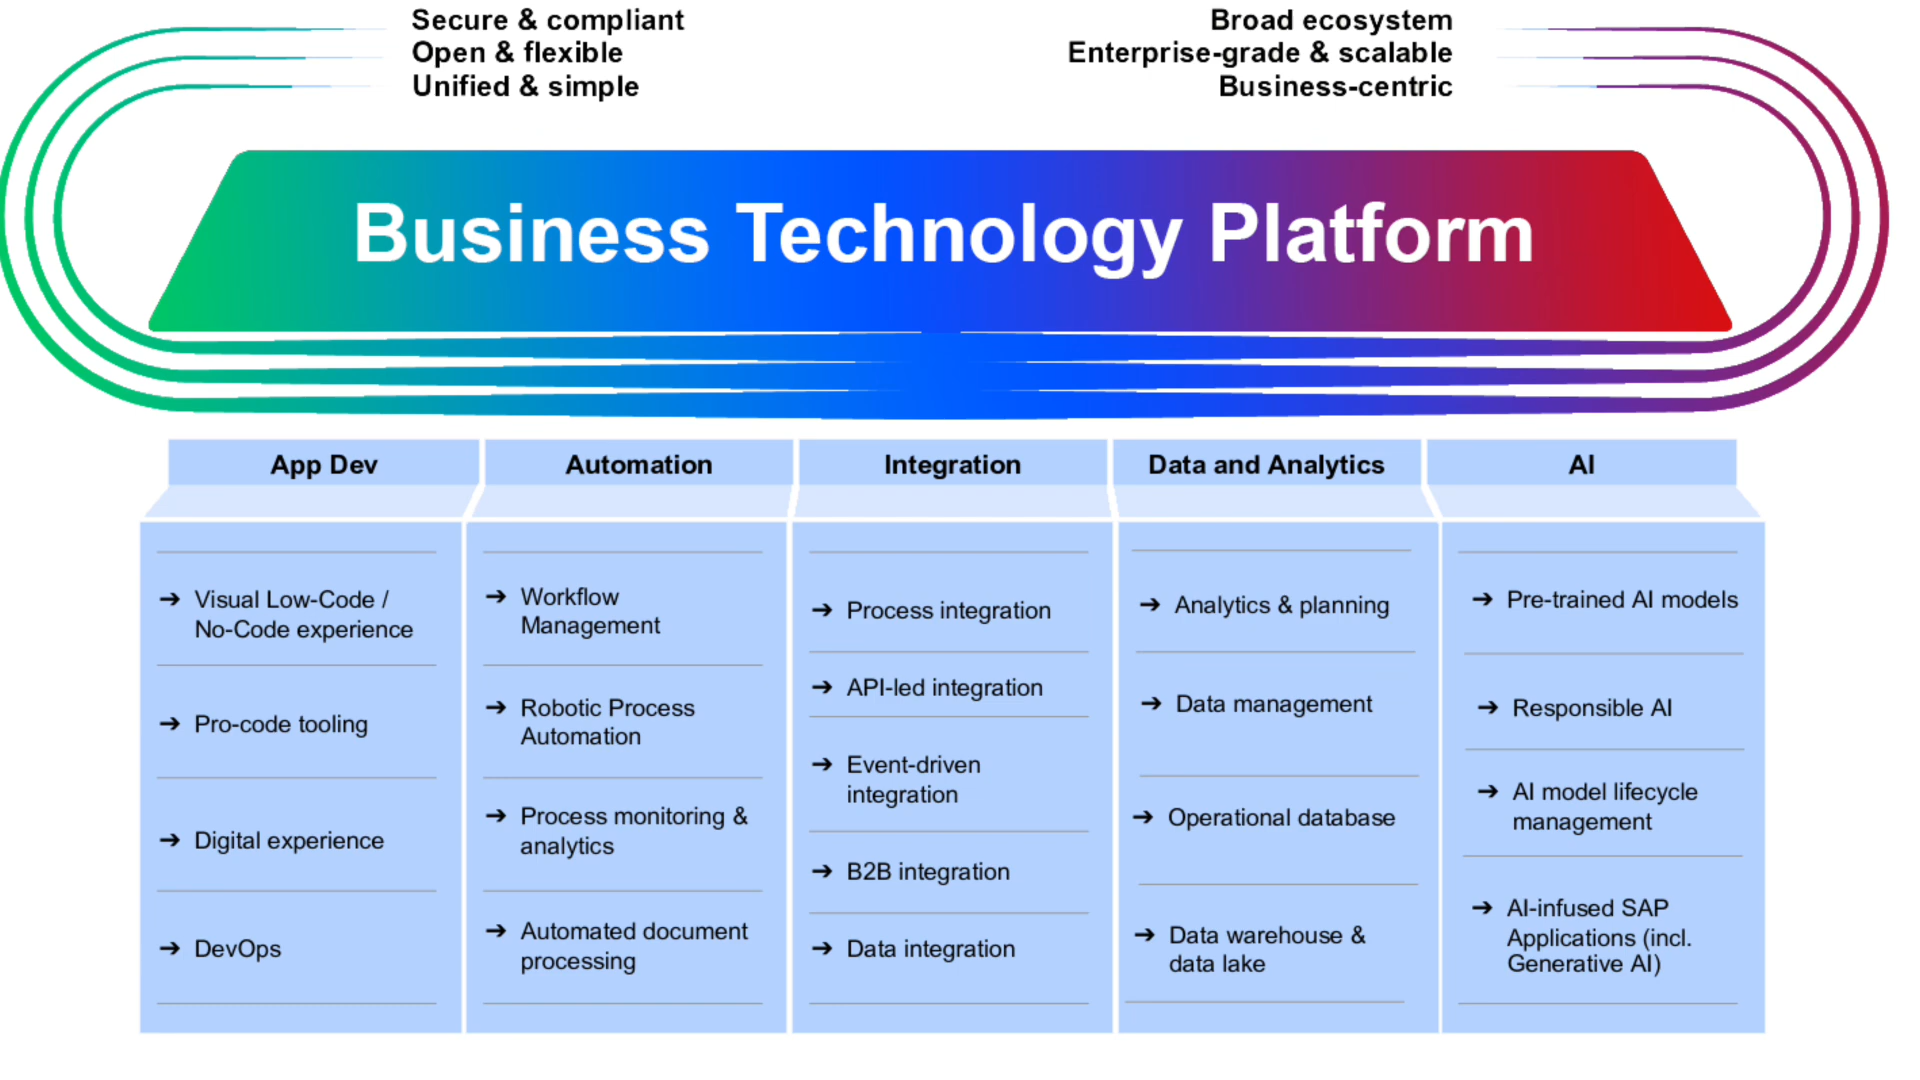 Secure & compliant
Open & flexible
Unified & simple
Broad ecosystem
Enterprise-grade & scalable
Business-centric
Business Technology Platform
App Dev
Visual Low-Code /
No-Code experience
Pro-code tooling
Digital experience
DevOps
Automation
Workflow
Management
Robotic Process
Automation
Process monitoring &
analytics
Automated document
processing
Integration
Process integration
API-led integration
Event-driven
integration
B2B integration
Data integration
Data and Analytics
Analytics & planning
Data management
Operational database
Data warehouse &
data lake
AI
Pre-trained AI models
Responsible AI
AI model lifecycle
management
AI-infused SAP
Applications (incl.
Generative AI)